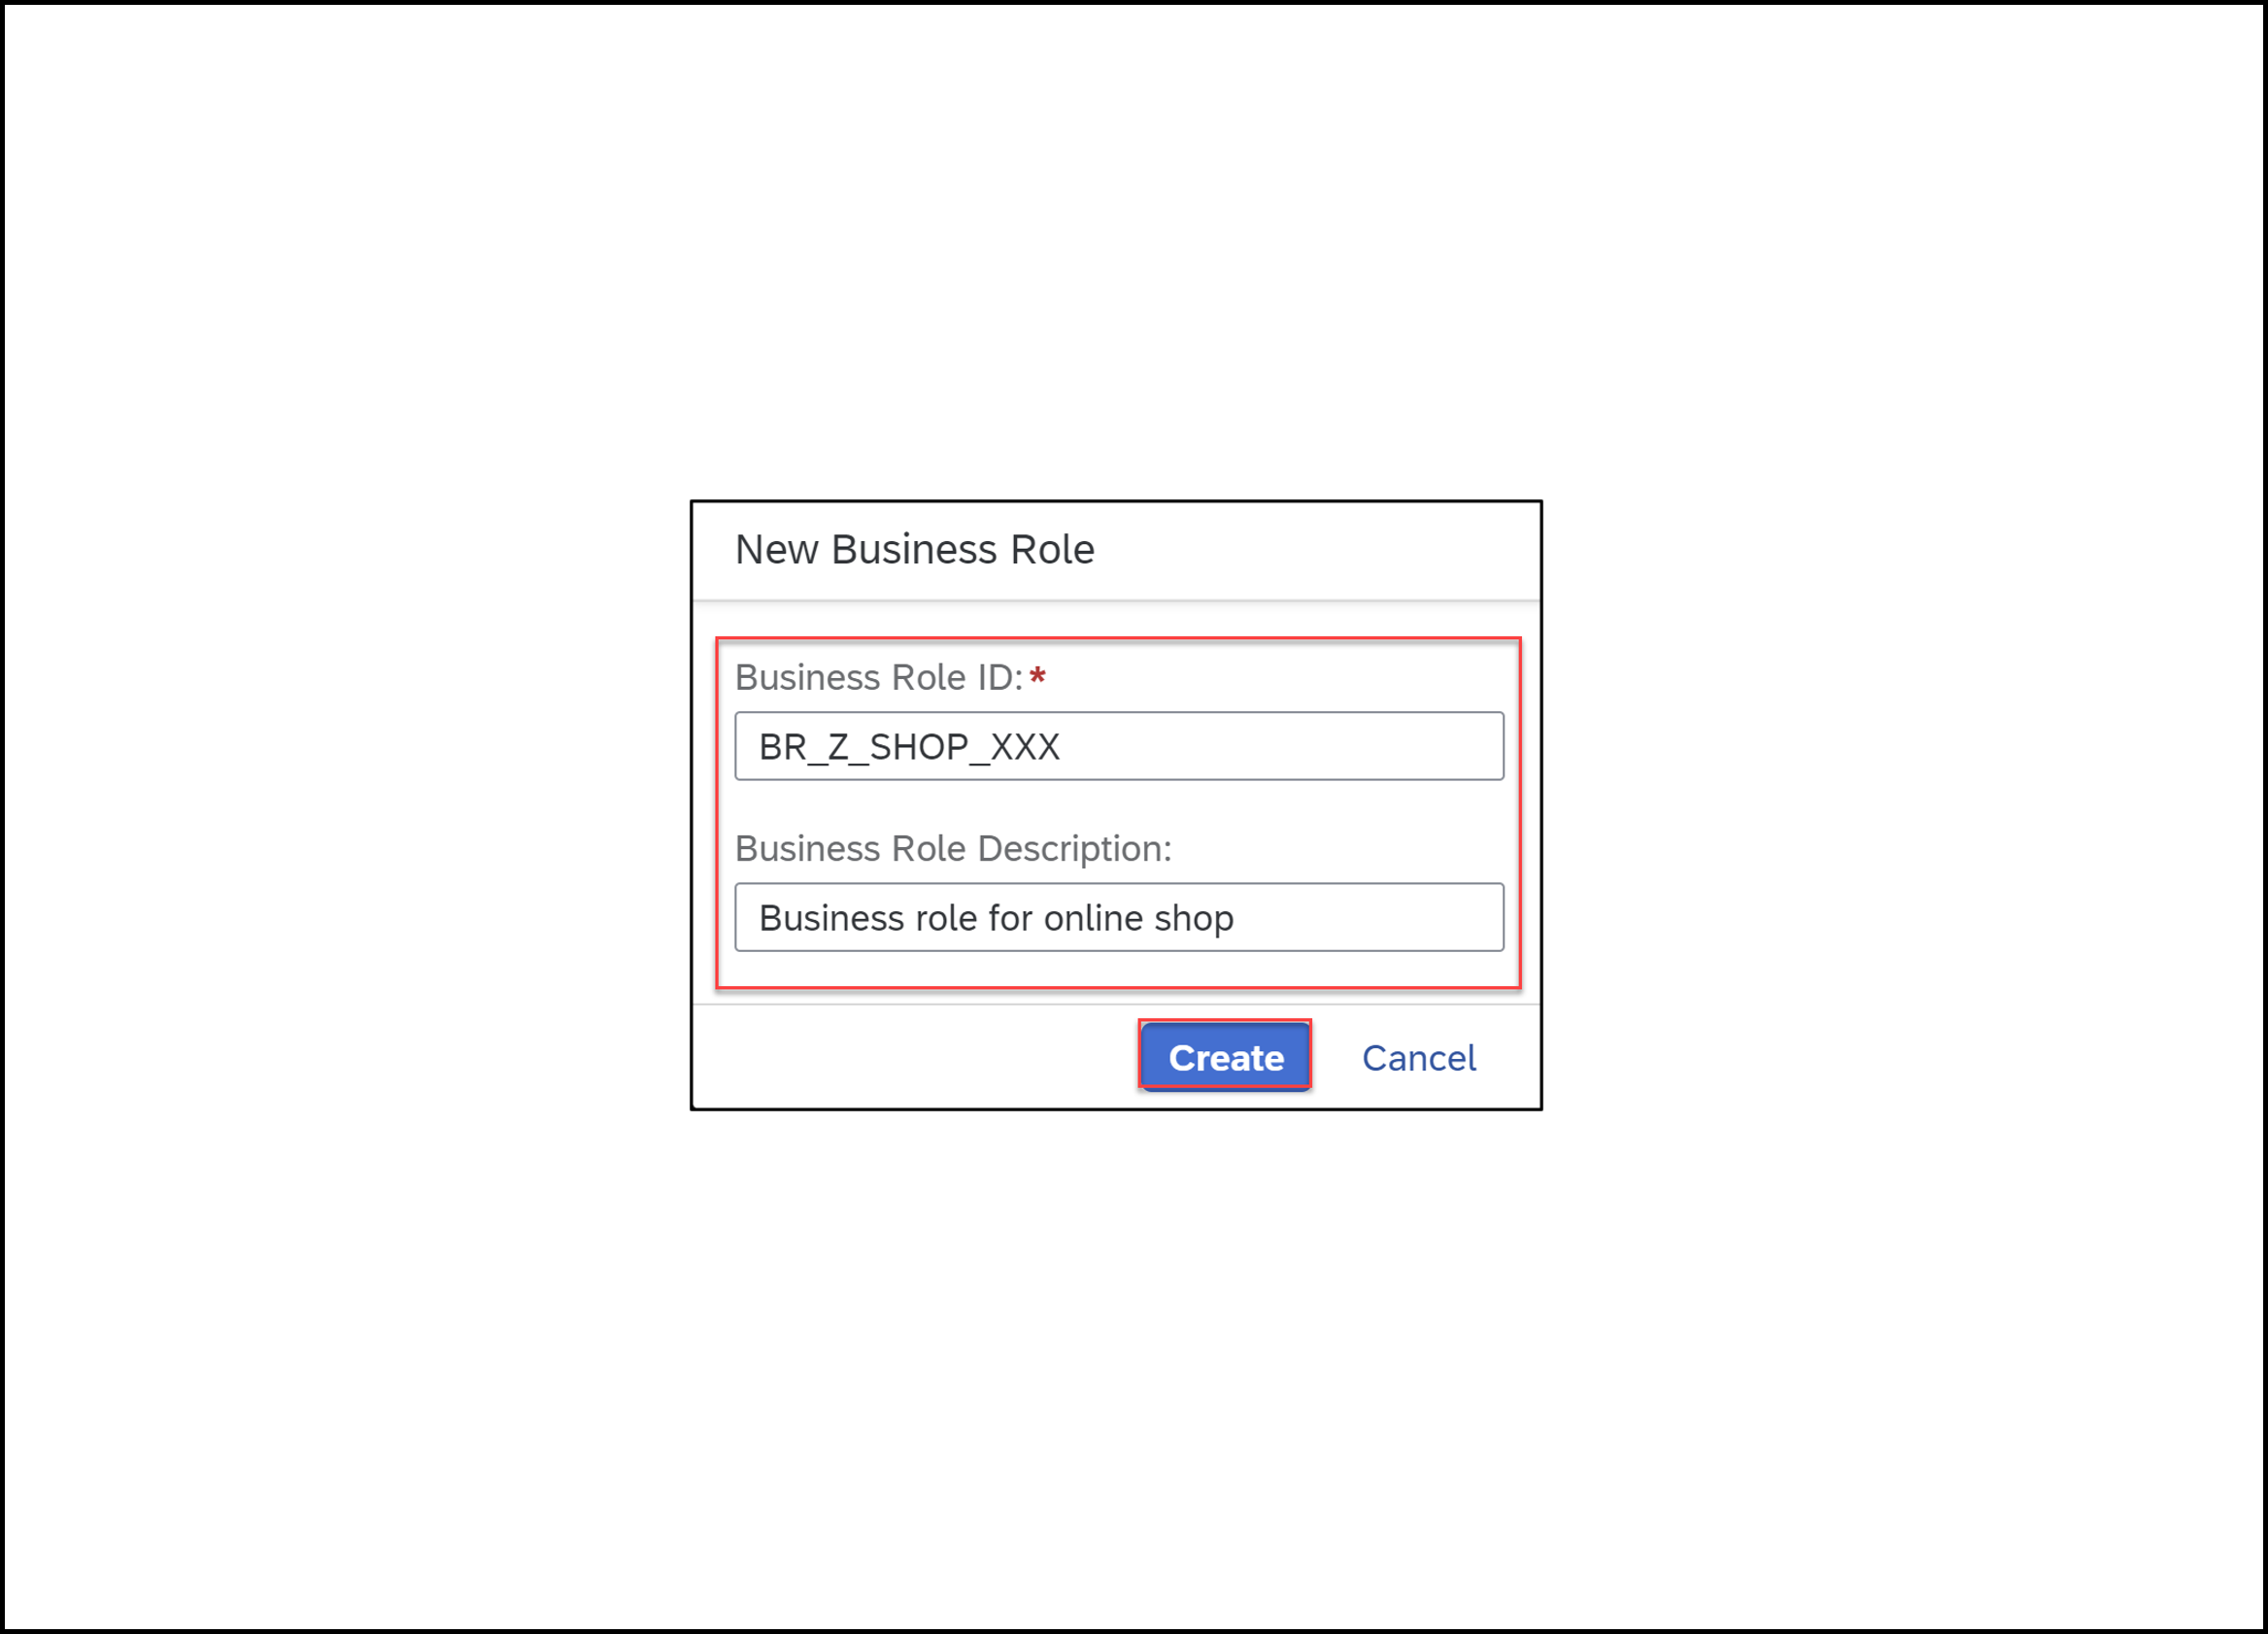 New Business Role
Business Role ID:*
BR_Z_SHOP_XXX
Business Role Description:
Business role for online shop
Create Cancel